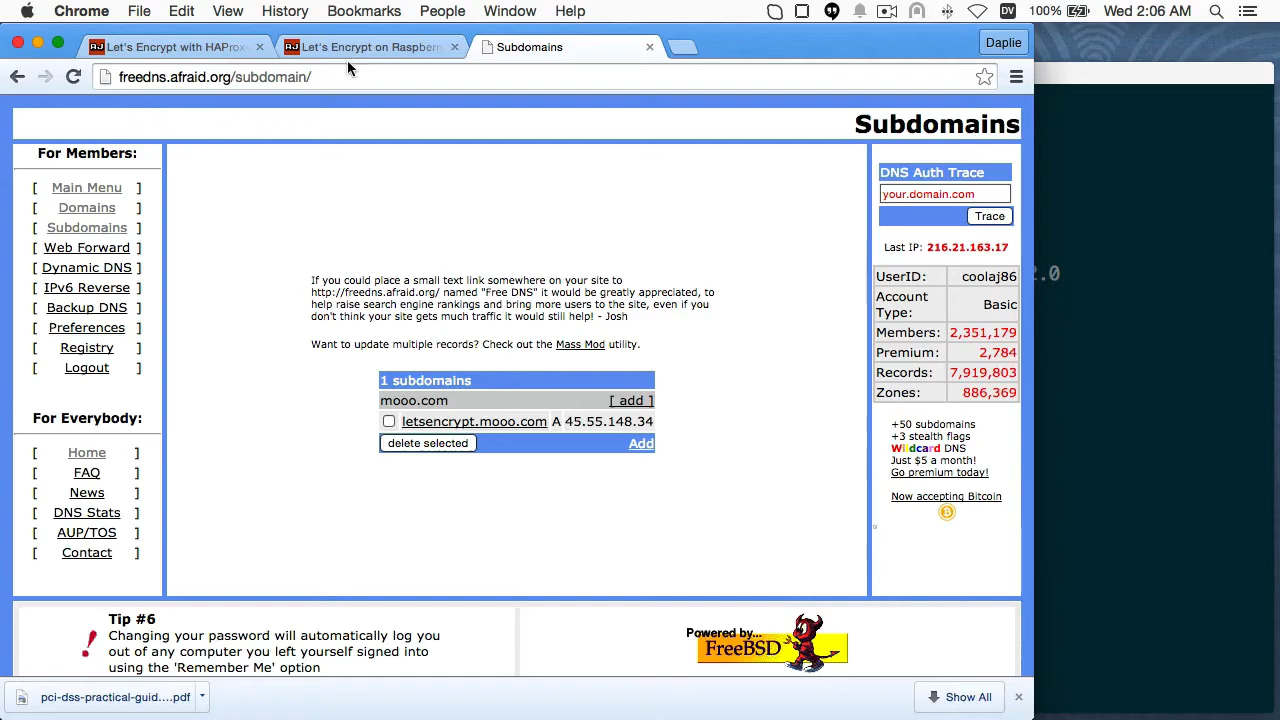 Chrome File Edit View History Bookmarks People Window Help DV 100% Wed 2:06 AM
Let's Encrypt with HAProx
Let's Encrypt on Raspberr
Subdomains
Daplie
freedns.afraid.org/subdomain/
Subdomains
For Members:
[ Main Menu ]
[ Domains ]
[ Subdomains ]
[ Web Forward ]
[ Dynamic DNS ]
[ IPv6 Reverse ]
[ Backup DNS ]
[ Preferences ]
[ Registry ]
[ Logout ]
For Everybody:
[ Home ]
[ FAQ ]
[ News ]
[ DNS Stats ]
[ AUP/TOS ]
[ Contact ]
If you could place a small text link somewhere on your site to
http://freedns.afraid.org/ named "Free DNS" it would be greatly appreciated, to
help raise search engine rankings and bring more users to the site, even if you
don't think your site gets much traffic it would still help! - Josh
Want to update multiple records? Check out the Mass Mod utility.
1 subdomains
mooo.com [ add ]
letsencrypt.mooo.com A 45.55.148.34
delete selected Add
DNS Auth Trace
your.domain.com
Trace
Last IP: 216.21.163.17
UserID: coolaj86
Account Type: Basic
Members: 2,351,179
Premium: 2,784
Records: 7,919,803
Zones: 886,369
+50 subdomains
+3 stealth flags
Wildcard DNS
Just $5 a month!
Go premium today!
Now accepting Bitcoin
2.0
Tip #6
Changing your password will automatically log you
out of any computer you left yourself signed into
using the 'Remember Me' option
Powered by...
FreeBSD
pci-dss-practical-guid....pdf
Show All